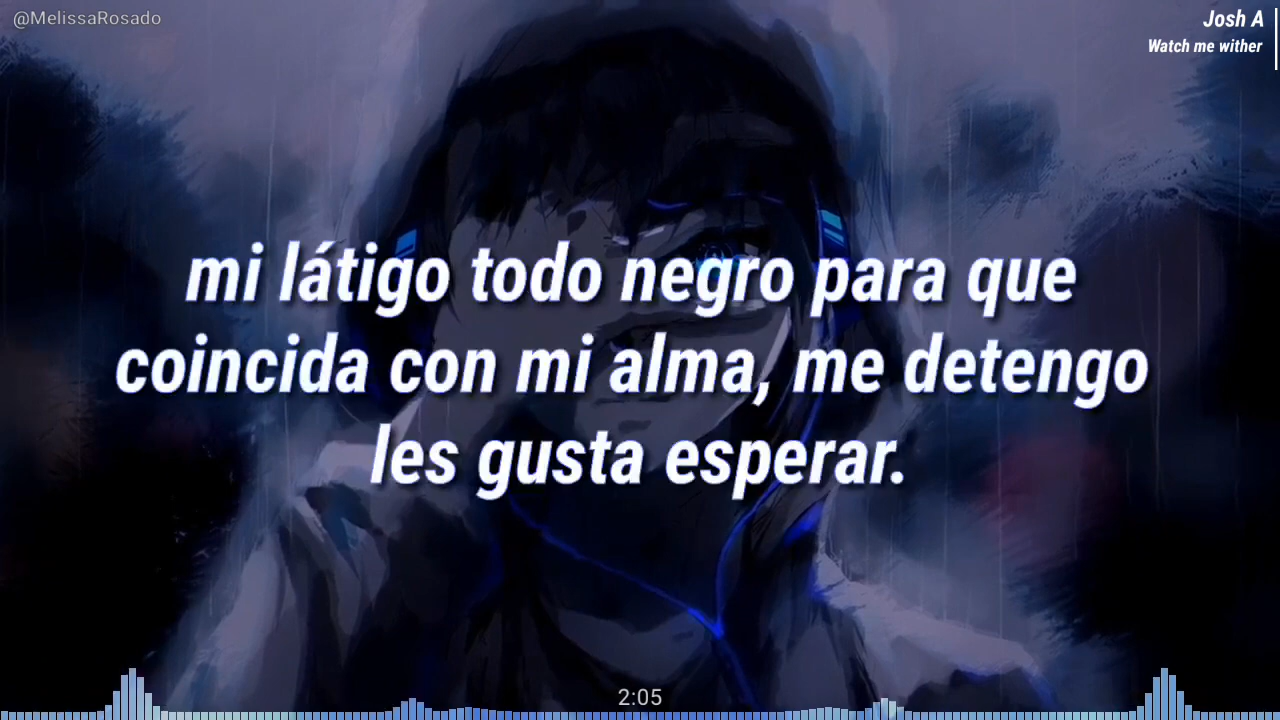 @MelissaRosado
Josh A
Watch me wither
mi látigo todo negro para que
coincida con mi alma, me detengo
les gusta esperar.
2:05